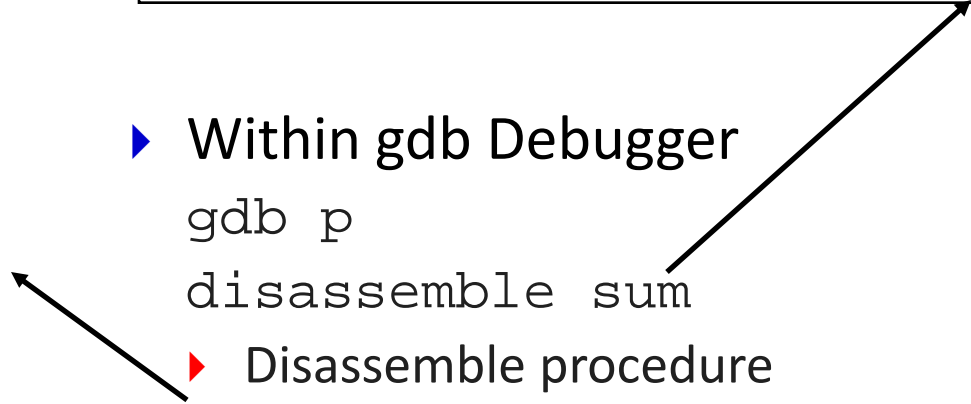 Within gdb Debugger
gdb p
disassemble sum
Disassemble procedure